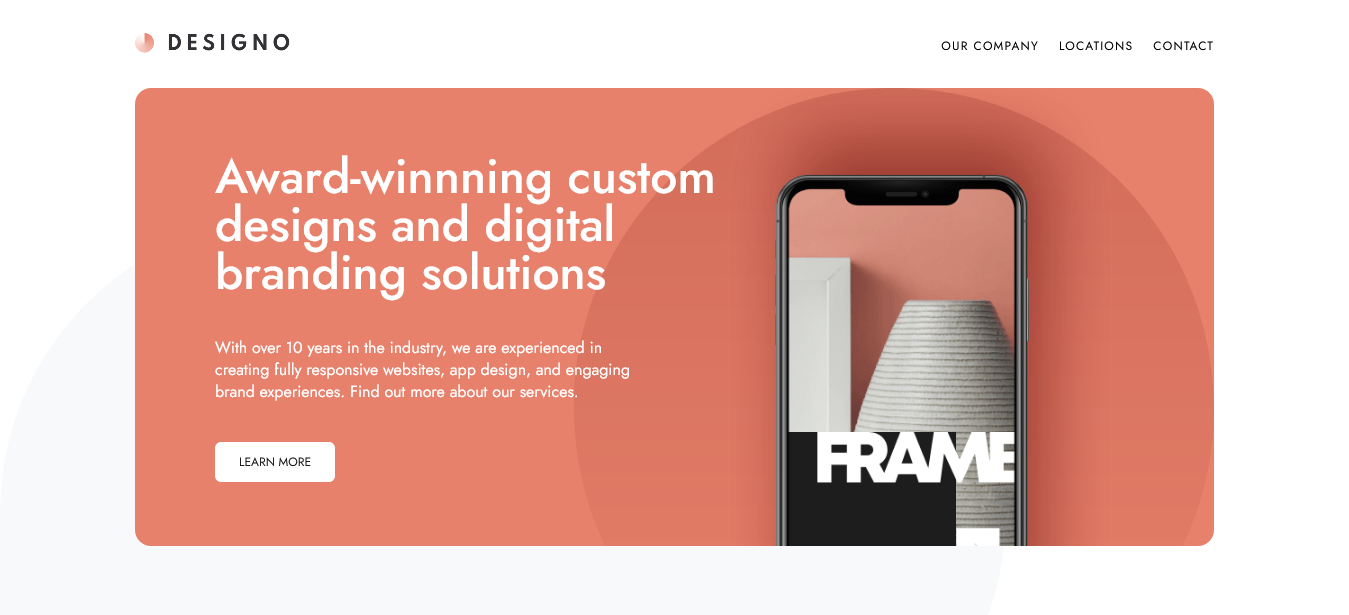 DESIGNO
OUR COMPANY LOCATIONS CONTACT
Award-winnning custom
designs and digital
branding solutions
With over 10 years in the industry, we are experienced in
creating fully responsive websites, app design, and engaging
brand experiences. Find out more about our services.
LEARN MORE
FRAME